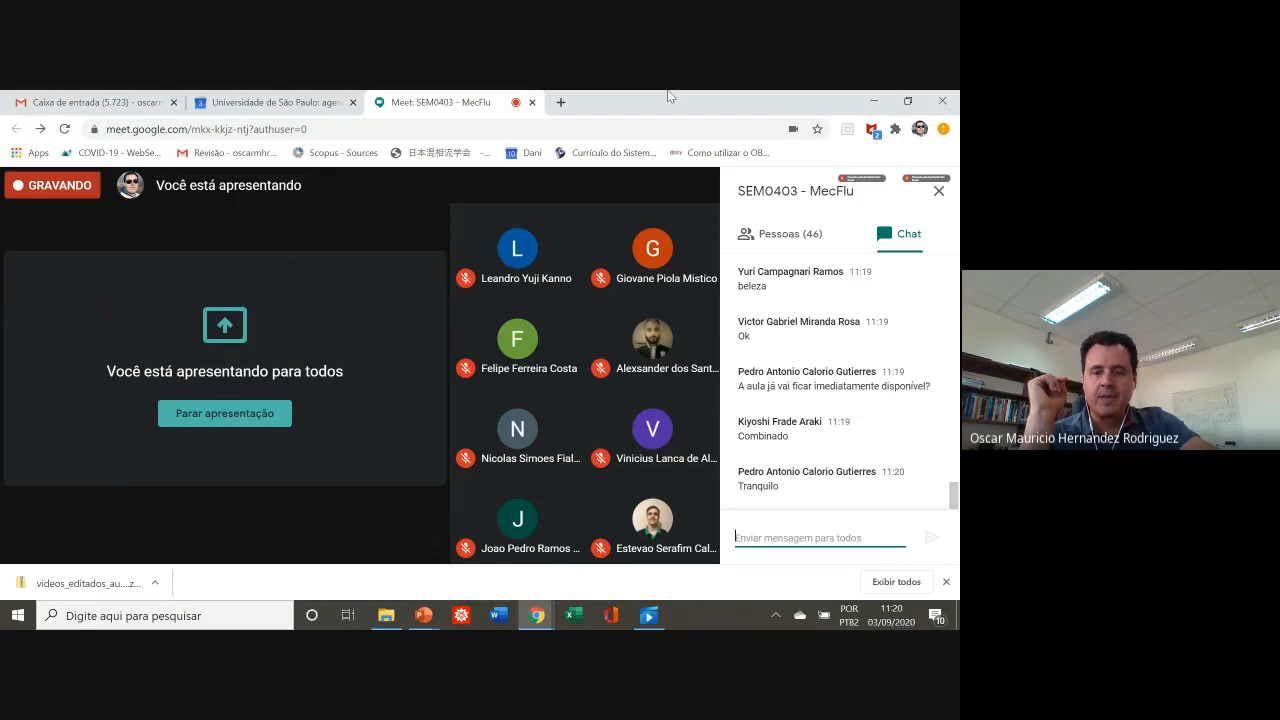 Caixa de entrada (5.723) - oscarm
Universidade de São Paulo: agen
Meet: SEM0403 - MecFlu
meet.google.com/mkx-kkjz-ntj?authuser=0
Apps
COVID-19 - WebSe...
Revisão - oscarmhr...
Scopus - Sources
日本混相流学会 -...
Dani
Currículo do Sistem...
Como utilizar o OB...
GRAVANDO
Você está apresentando
SEM0403 - MecFlu
Pessoas (46)
Chat
Você está apresentando para todos
Parar apresentação
L
Leandro Yuji Kanno
G
Giovane Piola Mistico
F
Felipe Ferreira Costa
Alexsander dos Sant...
N
Nicolas Simoes Fial...
V
Vinicius Lanca de Al...
J
Joao Pedro Ramos ...
Estevao Serafim Cal...
Yuri Campagnari Ramos 11:19
beleza
Victor Gabriel Miranda Rosa 11:19
Ok
Pedro Antonio Calorio Gutierres 11:19
A aula já vai ficar imediatamente disponível?
Kiyoshi Frade Araki 11:19
Combinado
Pedro Antonio Calorio Gutierres 11:20
Tranquilo
Enviar mensagem para todos
Oscar Mauricio Hernandez Rodriguez
videos_editados_au....z...
Exibir todos
Digite aqui para pesquisar
POR
PTB2
11:20
03/09/2020
10